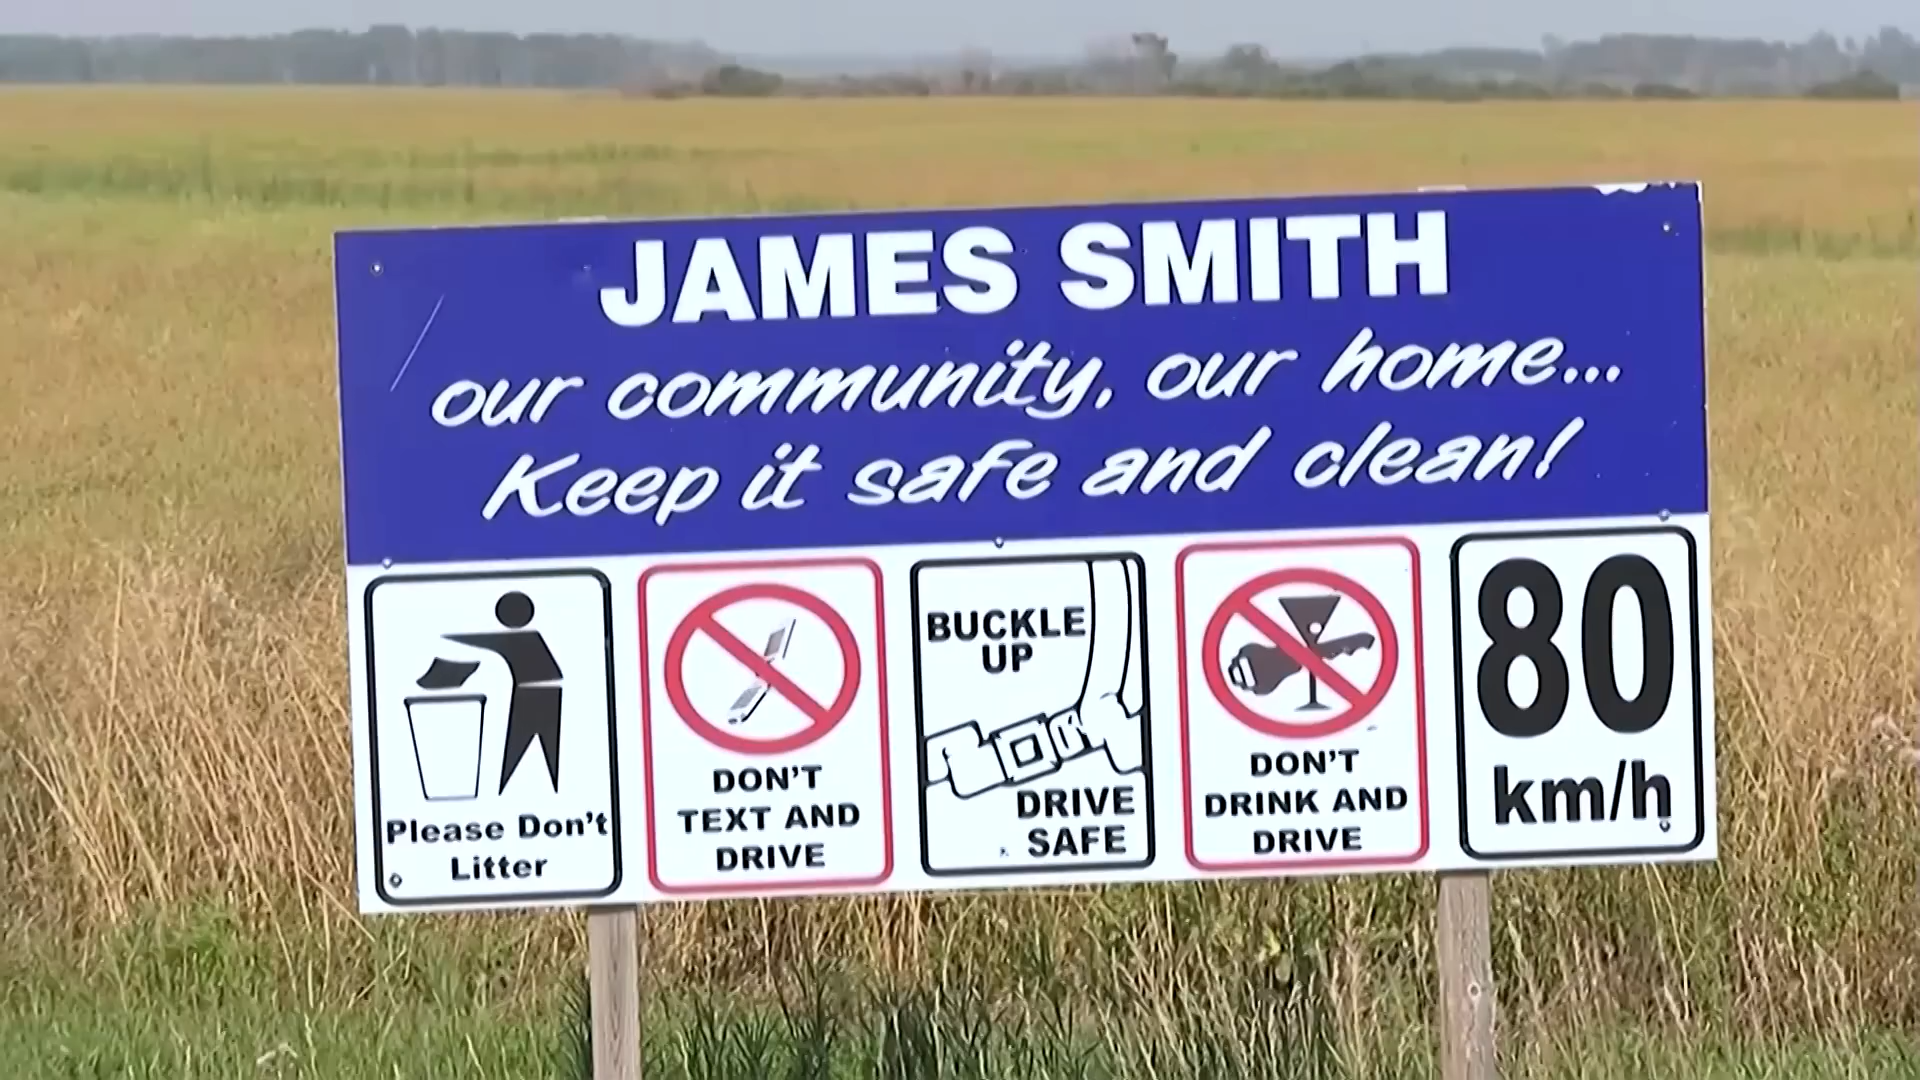 JAMES SMITH
our community, our home...
Keep it safe and clean!
Please Don't
Litter
DON'T
TEXT AND
DRIVE
BUCKLE
UP
DRIVE
SAFE
DON'T
DRINK AND
DRIVE
80
km/h